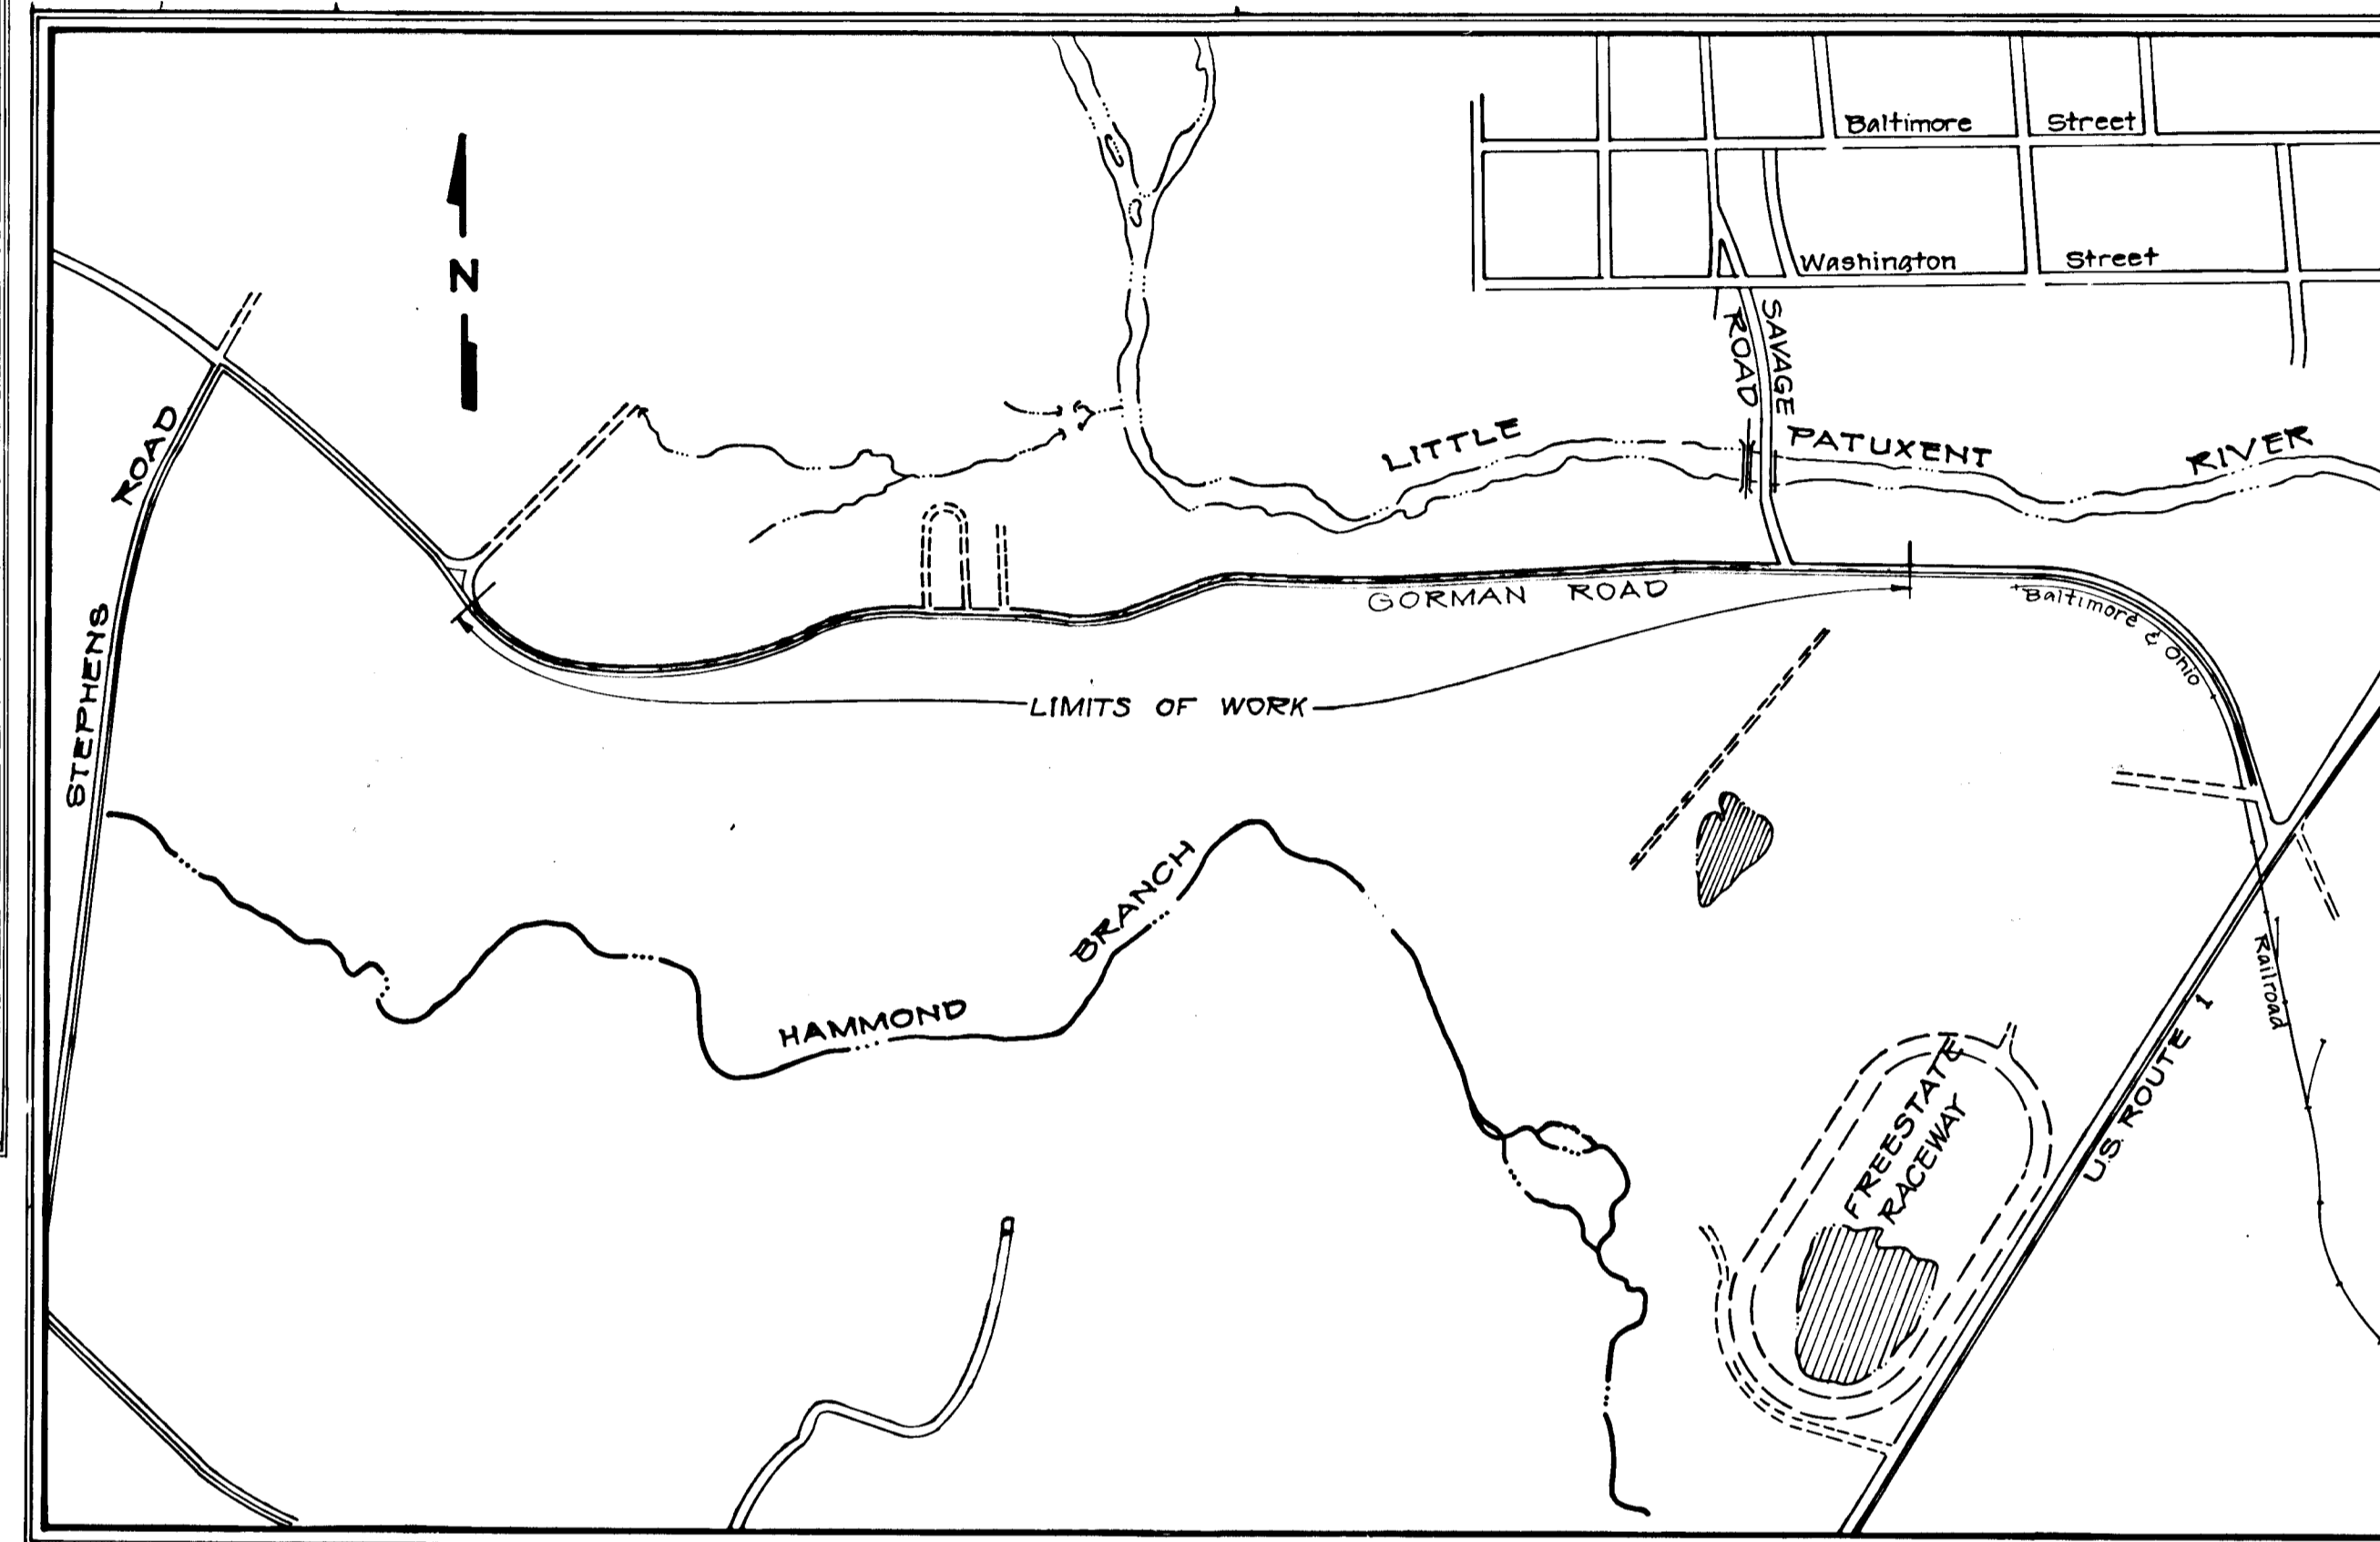 Baltimore Street
N
Washington Street
SAVAGE
ROAD
STEPHENS ROAD
LITTLE PATUXENT RIVER
GORMAN ROAD
Baltimore & Ohio
Railroad
LIMITS OF WORK
HAMMOND BRANCH
FREESTATE
RACEWAY
U.S. ROUTE 1